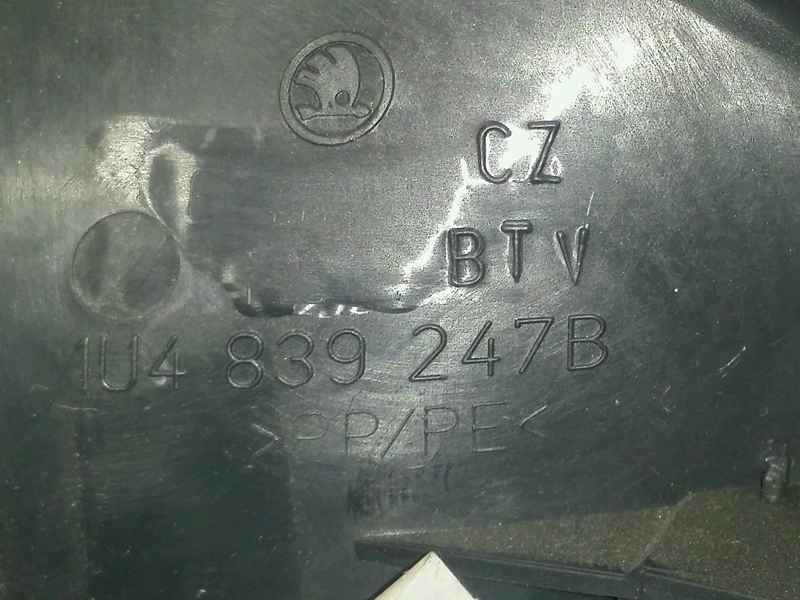 CZ
BTV
1U4 839 247B
>PP/PE<